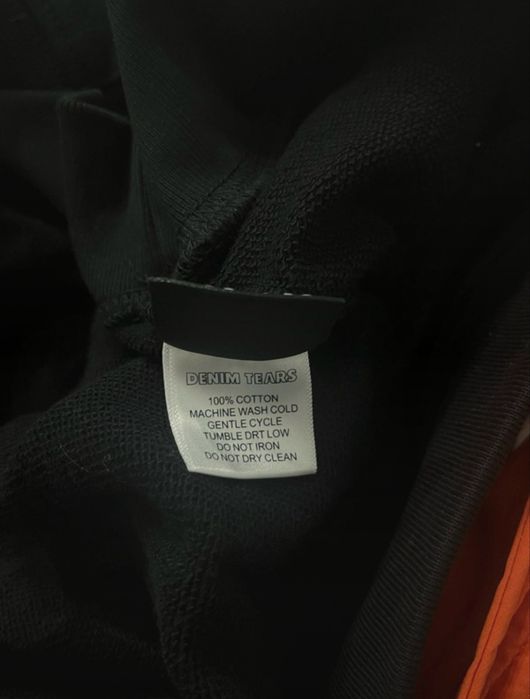 DENIM TEARS
100% COTTON
MACHINE WASH COLD
GENTLE CYCLE
TUMBLE DRT LOW
DO NOT IRON
DO NOT DRY CLEAN